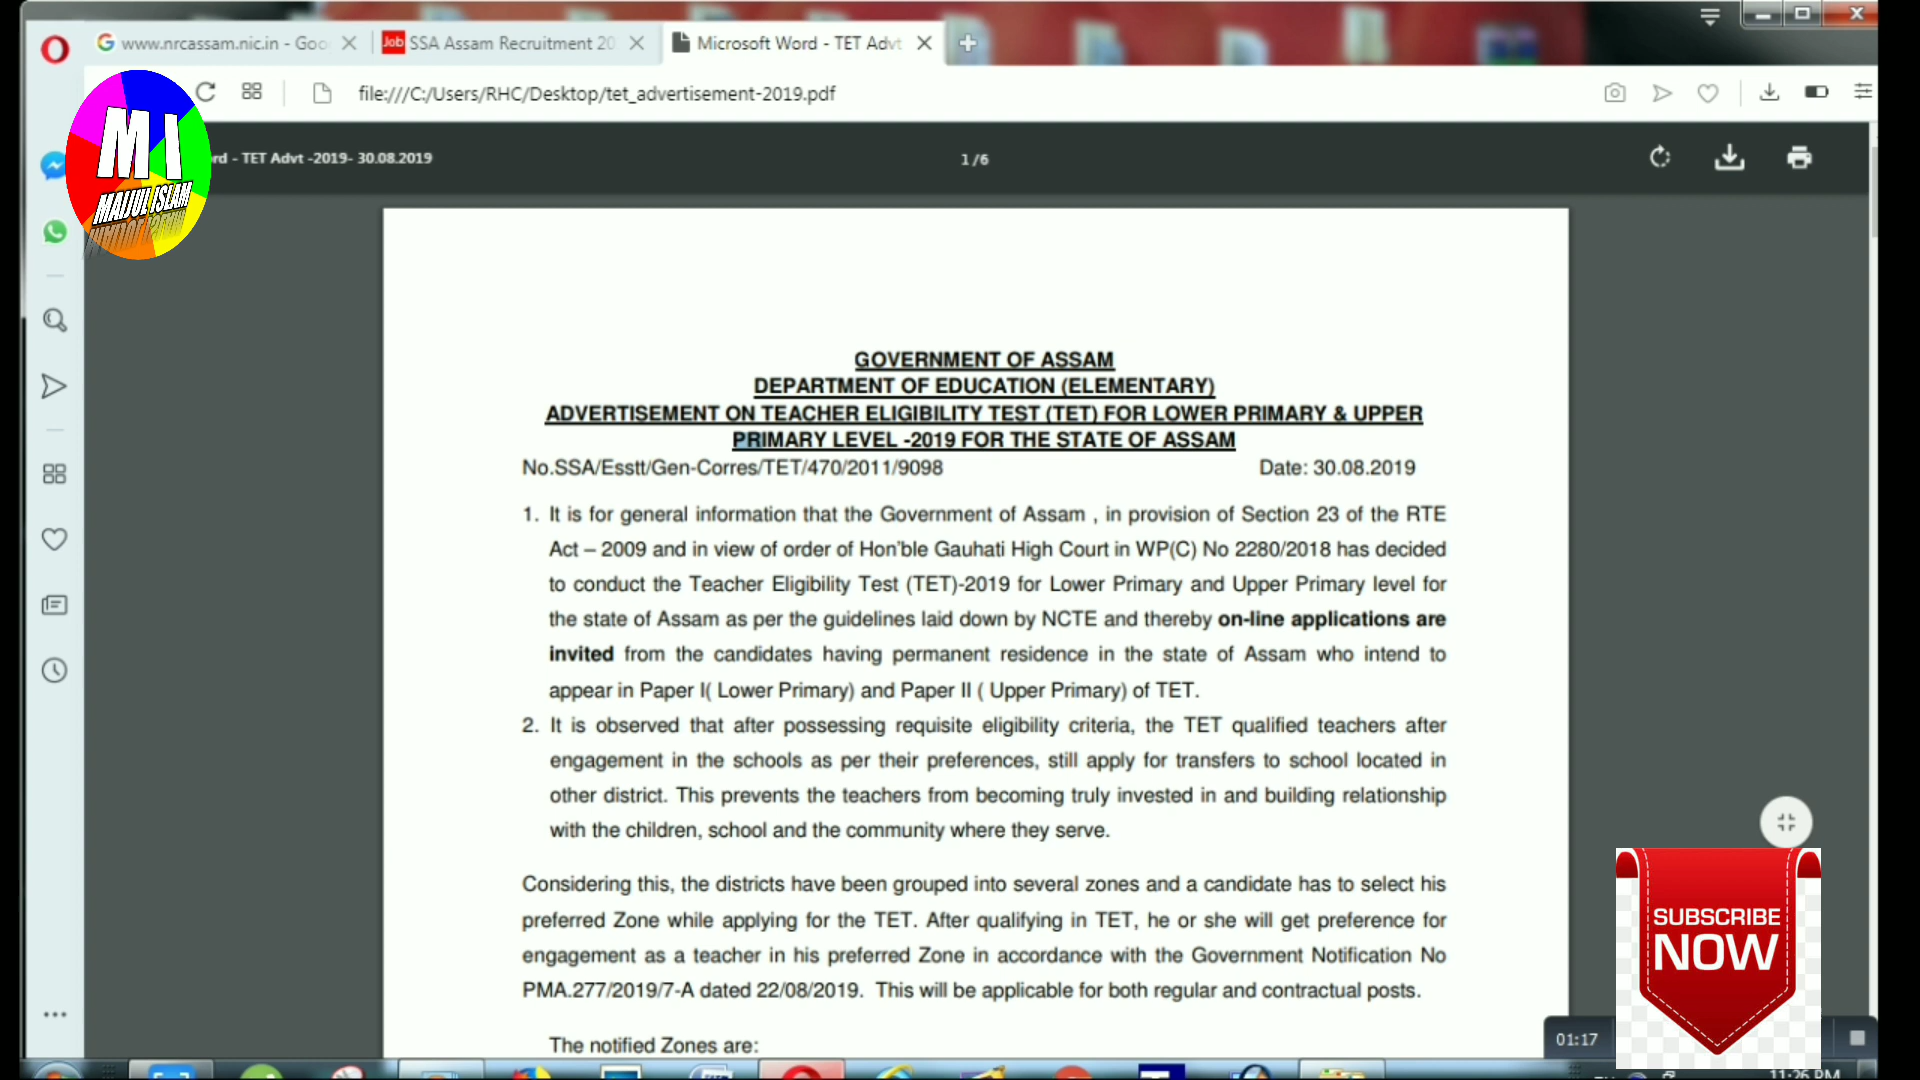 www.nrcassam.nic.in - Goo
Job SSA Assam Recruitment 20
Microsoft Word - TET Advt
file:///C:/Users/RHC/Desktop/tet_advertisement-2019.pdf
M I
MAIJUL ISLAM
rd - TET Advt -2019- 30.08.2019
1 /6
GOVERNMENT OF ASSAM
DEPARTMENT OF EDUCATION (ELEMENTARY)
ADVERTISEMENT ON TEACHER ELIGIBILITY TEST (TET) FOR LOWER PRIMARY & UPPER
PRIMARY LEVEL -2019 FOR THE STATE OF ASSAM
No.SSA/Esstt/Gen-Corres/TET/470/2011/9098 Date: 30.08.2019
1. It is for general information that the Government of Assam , in provision of Section 23 of the RTE
Act – 2009 and in view of order of Hon'ble Gauhati High Court in WP(C) No 2280/2018 has decided
to conduct the Teacher Eligibility Test (TET)-2019 for Lower Primary and Upper Primary level for
the state of Assam as per the guidelines laid down by NCTE and thereby on-line applications are
invited from the candidates having permanent residence in the state of Assam who intend to
appear in Paper I( Lower Primary) and Paper II ( Upper Primary) of TET.
2. It is observed that after possessing requisite eligibility criteria, the TET qualified teachers after
engagement in the schools as per their preferences, still apply for transfers to school located in
other district. This prevents the teachers from becoming truly invested in and building relationship
with the children, school and the community where they serve.
Considering this, the districts have been grouped into several zones and a candidate has to select his
preferred Zone while applying for the TET. After qualifying in TET, he or she will get preference for
engagement as a teacher in his preferred Zone in accordance with the Government Notification No
PMA.277/2019/7-A dated 22/08/2019. This will be applicable for both regular and contractual posts.
The notified Zones are:
SUBSCRIBE
NOW
01:17
11:26 PM